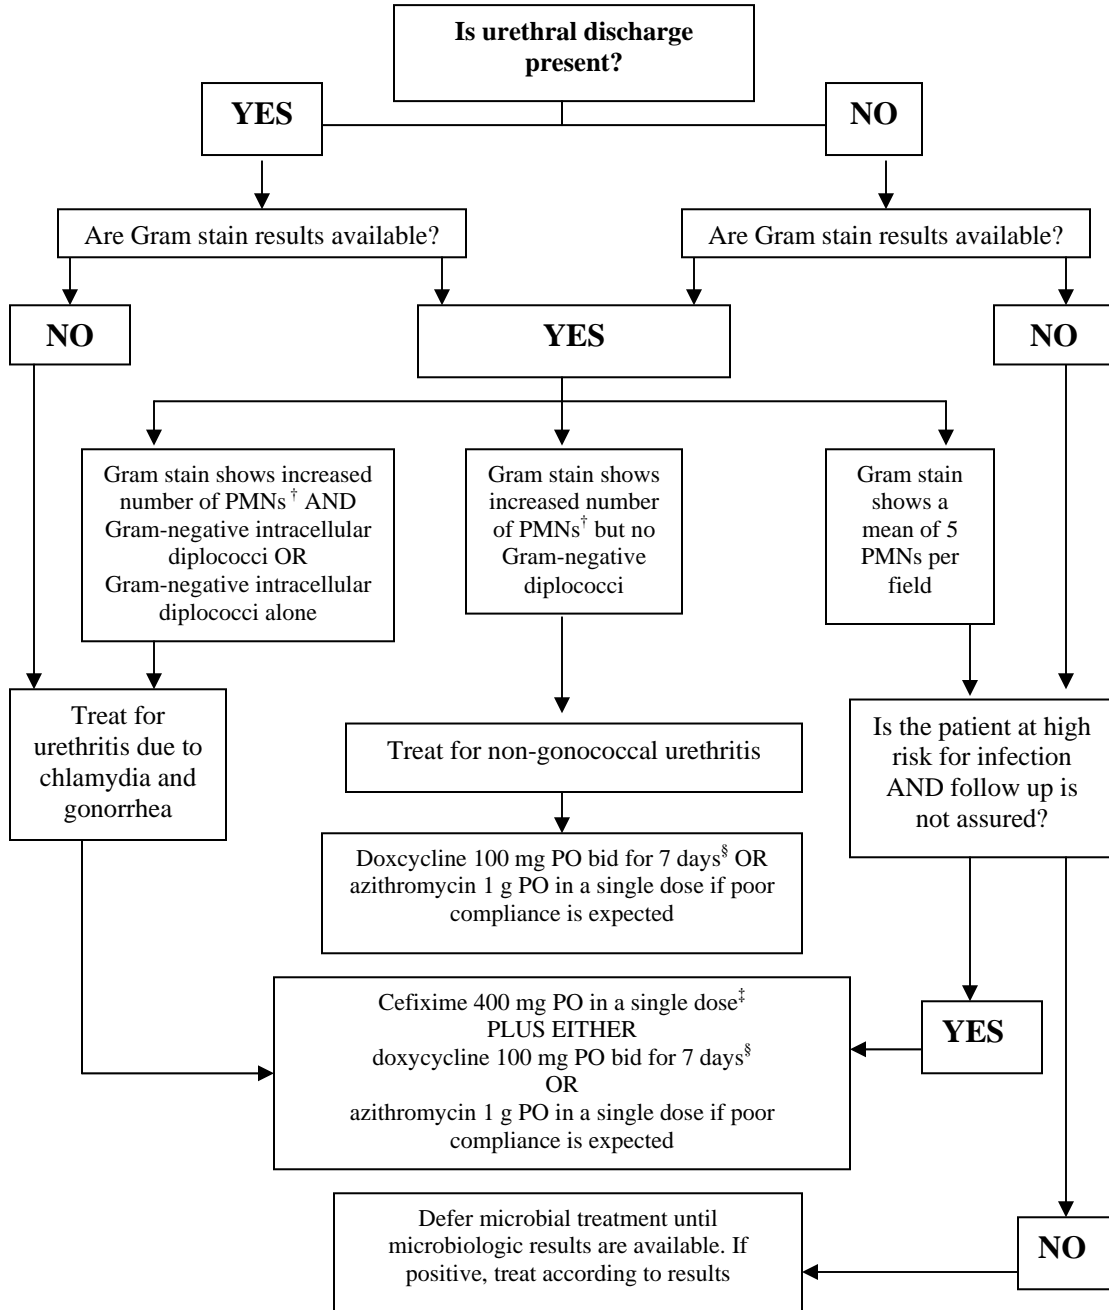 Is urethral discharge
present?
YES
NO
Are Gram stain results available?
Are Gram stain results available?
NO
YES
NO
Gram stain shows increased
number of PMNs† AND
Gram-negative intracellular
diplococci OR
Gram-negative intracellular
diplococci alone
Gram stain shows
increased number
of PMNs† but no
Gram-negative
diplococci
Gram stain
shows a
mean of 5
PMNs per
field
Treat for
urethritis due to
chlamydia and
gonorrhea
Treat for non-gonococcal urethritis
Is the patient at high
risk for infection
AND follow up is
not assured?
Doxcycline 100 mg PO bid for 7 days§ OR
azithromycin 1 g PO in a single dose if poor
compliance is expected
Cefixime 400 mg PO in a single dose‡
PLUS EITHER
doxycycline 100 mg PO bid for 7 days§
OR
azithromycin 1 g PO in a single dose if poor
compliance is expected
YES
Defer microbial treatment until
microbiologic results are available. If
positive, treat according to results
NO